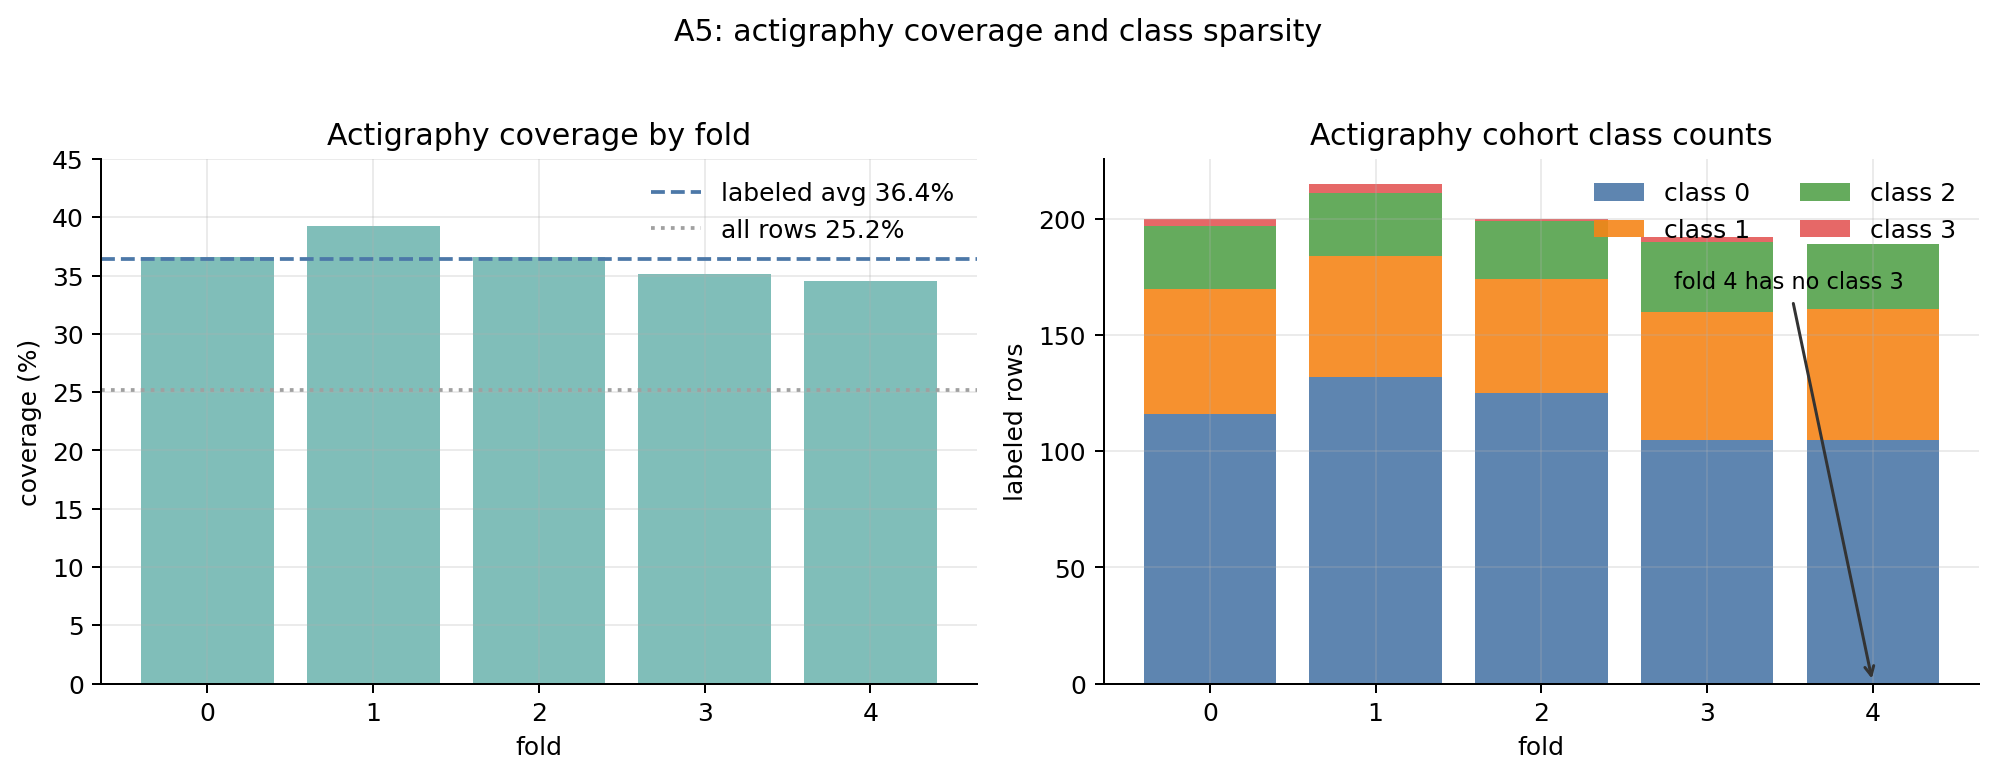 A5: actigraphy coverage and class sparsity
Actigraphy coverage by fold
45
40
35
30
25
20
15
10
5
0
coverage (%)
labeled avg 36.4%
all rows 25.2%
0 1 2 3 4
fold
Actigraphy cohort class counts
200
150
100
50
0
labeled rows
class 0 class 2
class 1 class 3
fold 4 has no class 3
0 1 2 3 4
fold